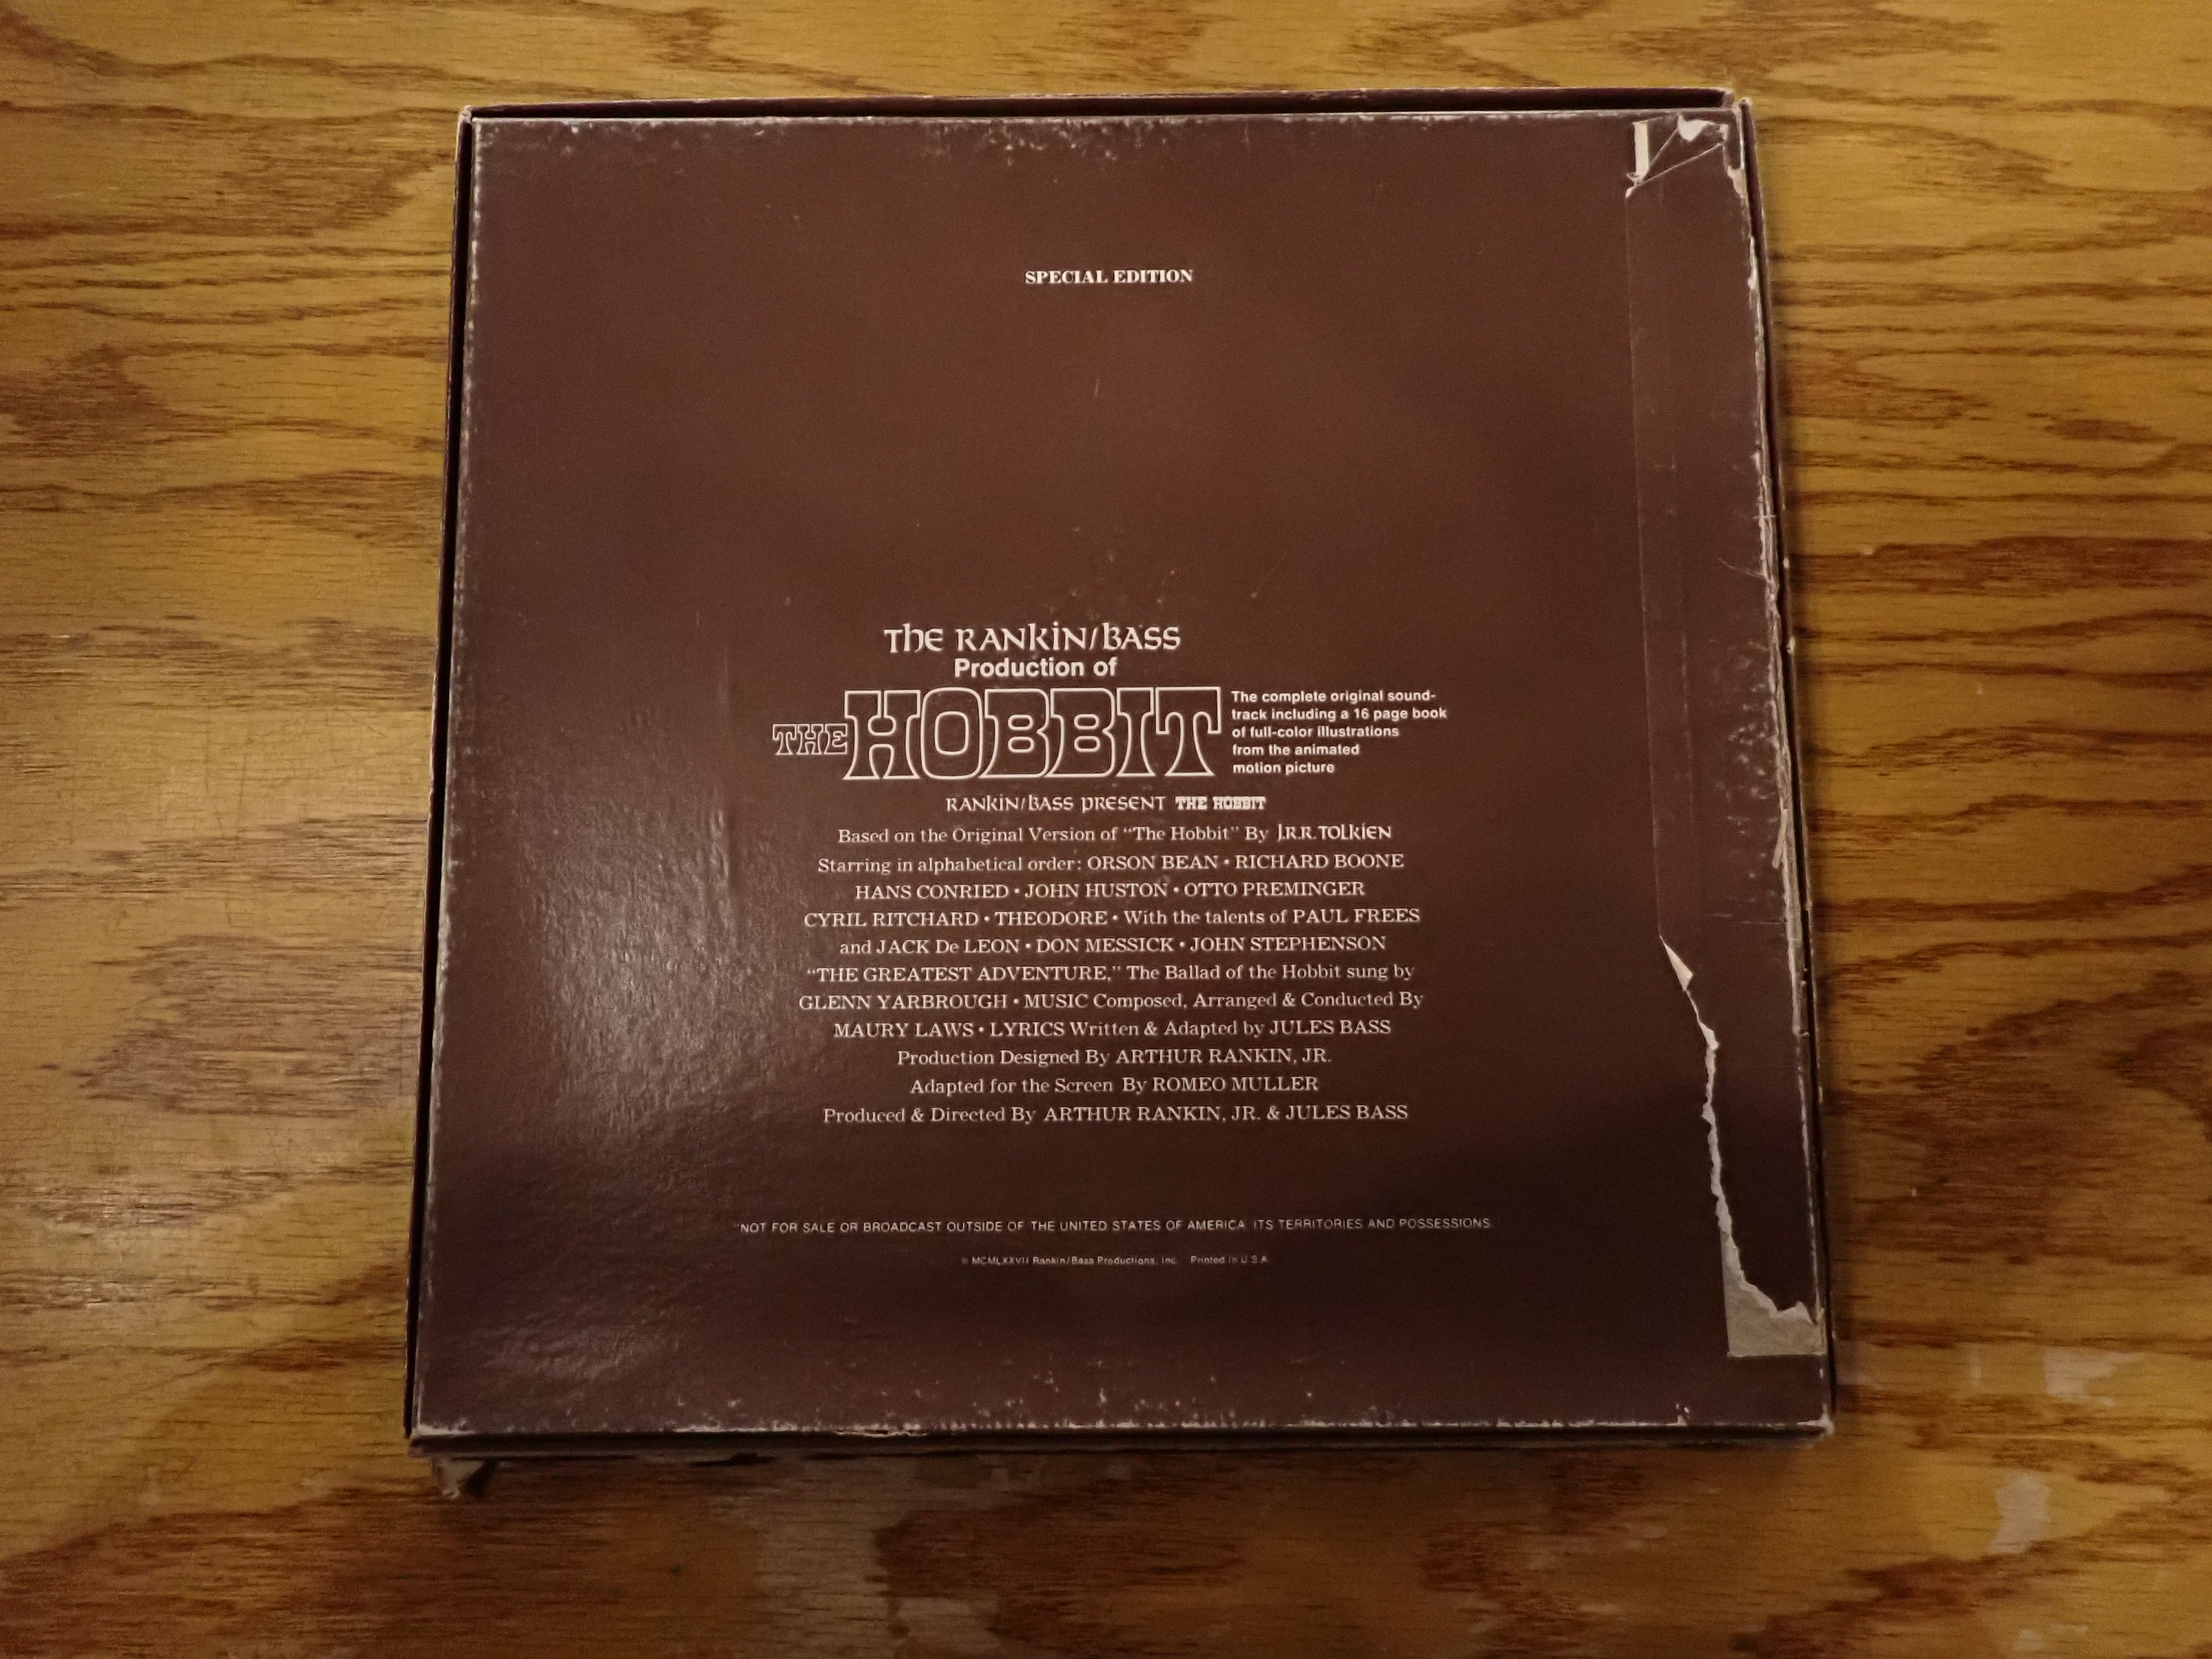 SPECIAL EDITION
The RANKIN/BASS
Production of
THE HOBBIT
The complete original sound-
track including a 16 page book
of full-color illustrations
from the animated
motion picture
RANKIN/BASS PRESENT THE HOBBIT
Based on the Original Version of “The Hobbit” By J.R.R. TOLKIEN
Starring in alphabetical order: ORSON BEAN • RICHARD BOONE
HANS CONRIED • JOHN HUSTON • OTTO PREMINGER
CYRIL RITCHARD • THEODORE • With the talents of PAUL FREES
and JACK De LEON • DON MESSICK • JOHN STEPHENSON
“THE GREATEST ADVENTURE,” The Ballad of the Hobbit sung by
GLENN YARBROUGH • MUSIC Composed, Arranged & Conducted By
MAURY LAWS • LYRICS Written & Adapted by JULES BASS
Production Designed By ARTHUR RANKIN, JR.
Adapted for the Screen By ROMEO MULLER
Produced & Directed By ARTHUR RANKIN, JR. & JULES BASS
"NOT FOR SALE OR BROADCAST OUTSIDE OF THE UNITED STATES OF AMERICA, ITS TERRITORIES AND POSSESSIONS."
© MCMLXXVII Rankin/Bass Productions, Inc. Printed in U.S.A.